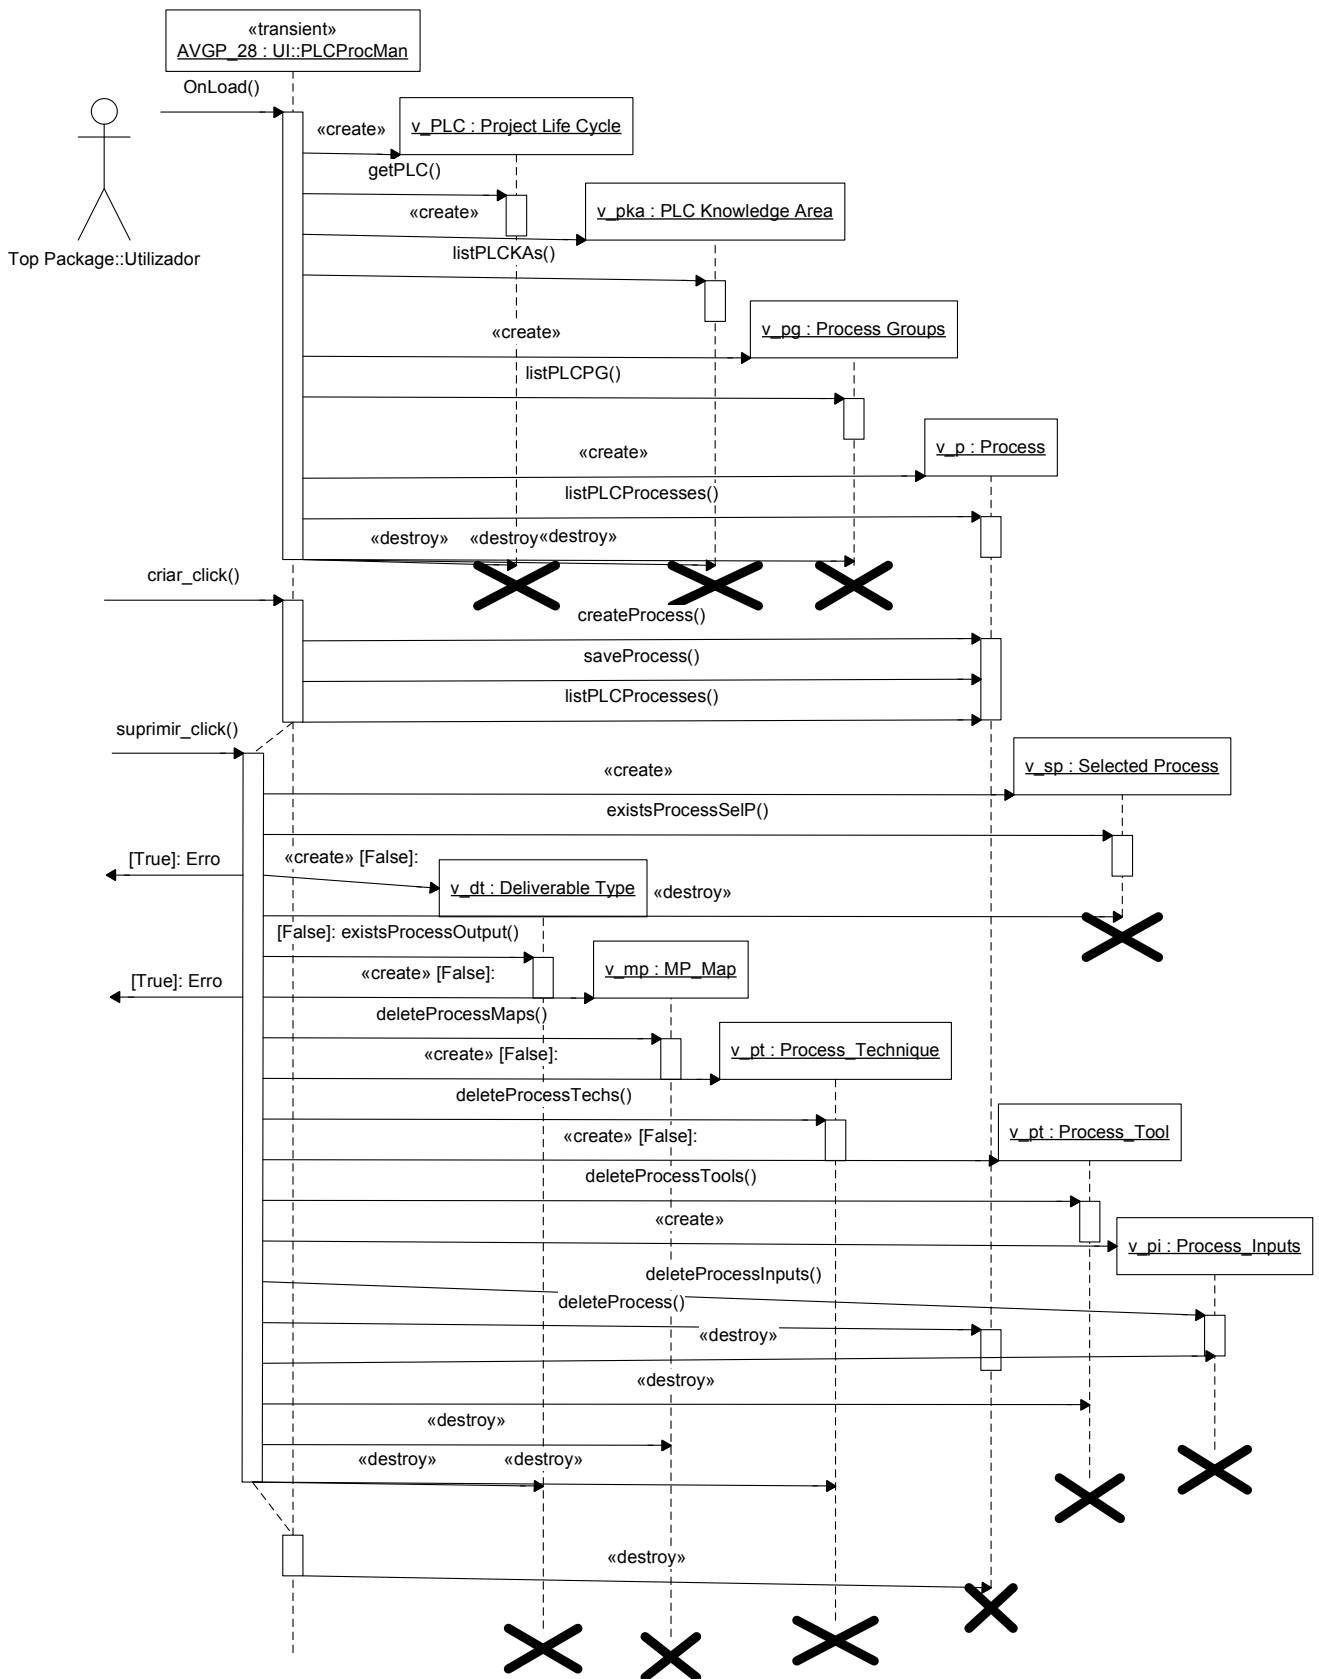 «transient»
AVGP_28 : UI::PLCProcMan
OnLoad()
«create»
v_PLC : Project Life Cycle
getPLC()
«create»
v_pka : PLC Knowledge Area
Top Package::Utilizador
listPLCKAs()
«create»
v_pg : Process Groups
listPLCPG()
«create»
v_p : Process
listPLCProcesses()
«destroy»
«destroy
«destroy»
criar_click()
createProcess()
saveProcess()
listPLCProcesses()
suprimir_click()
«create»
v_sp : Selected Process
existsProcessSelP()
[True]: Erro
«create» [False]:
v_dt : Deliverable Type
«destroy»
[False]: existsProcessOutput()
[True]: Erro
«create» [False]:
v_mp : MP_Map
deleteProcessMaps()
«create» [False]:
v_pt : Process_Technique
deleteProcessTechs()
«create» [False]:
v_pt : Process_Tool
deleteProcessTools()
«create»
v_pi : Process_Inputs
deleteProcessInputs()
deleteProcess()
«destroy»
«destroy»
«destroy»
«destroy»
«destroy»
«destroy»